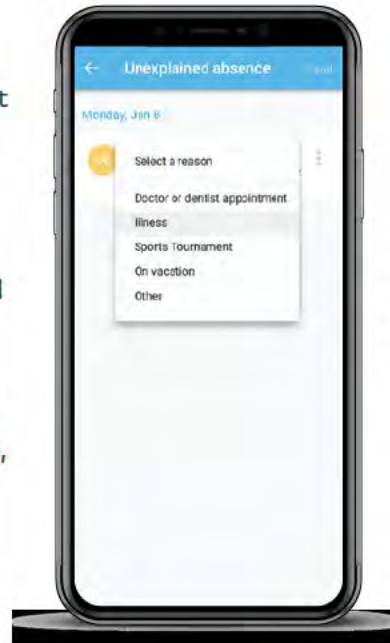 Unexplained absence
Monday, Jan 8
Select a reason
Doctor or dentist appointment
Illness
Sports Tournament
On vacation
Other